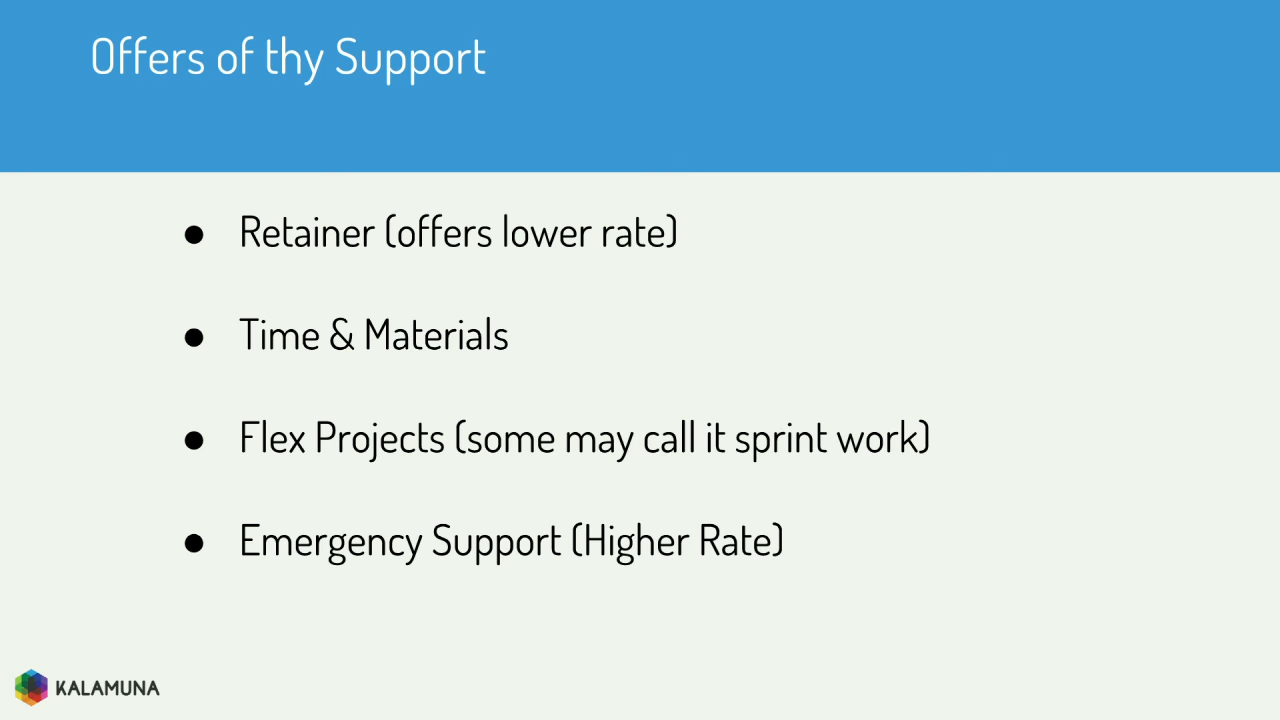 Offers of thy Support
● Retainer (offers lower rate)
● Time & Materials
● Flex Projects (some may call it sprint work)
● Emergency Support (Higher Rate)
KALAMUNA